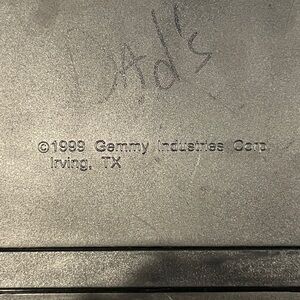 Dad's
©1999 Gemmy Industries Corp.
Irving, TX